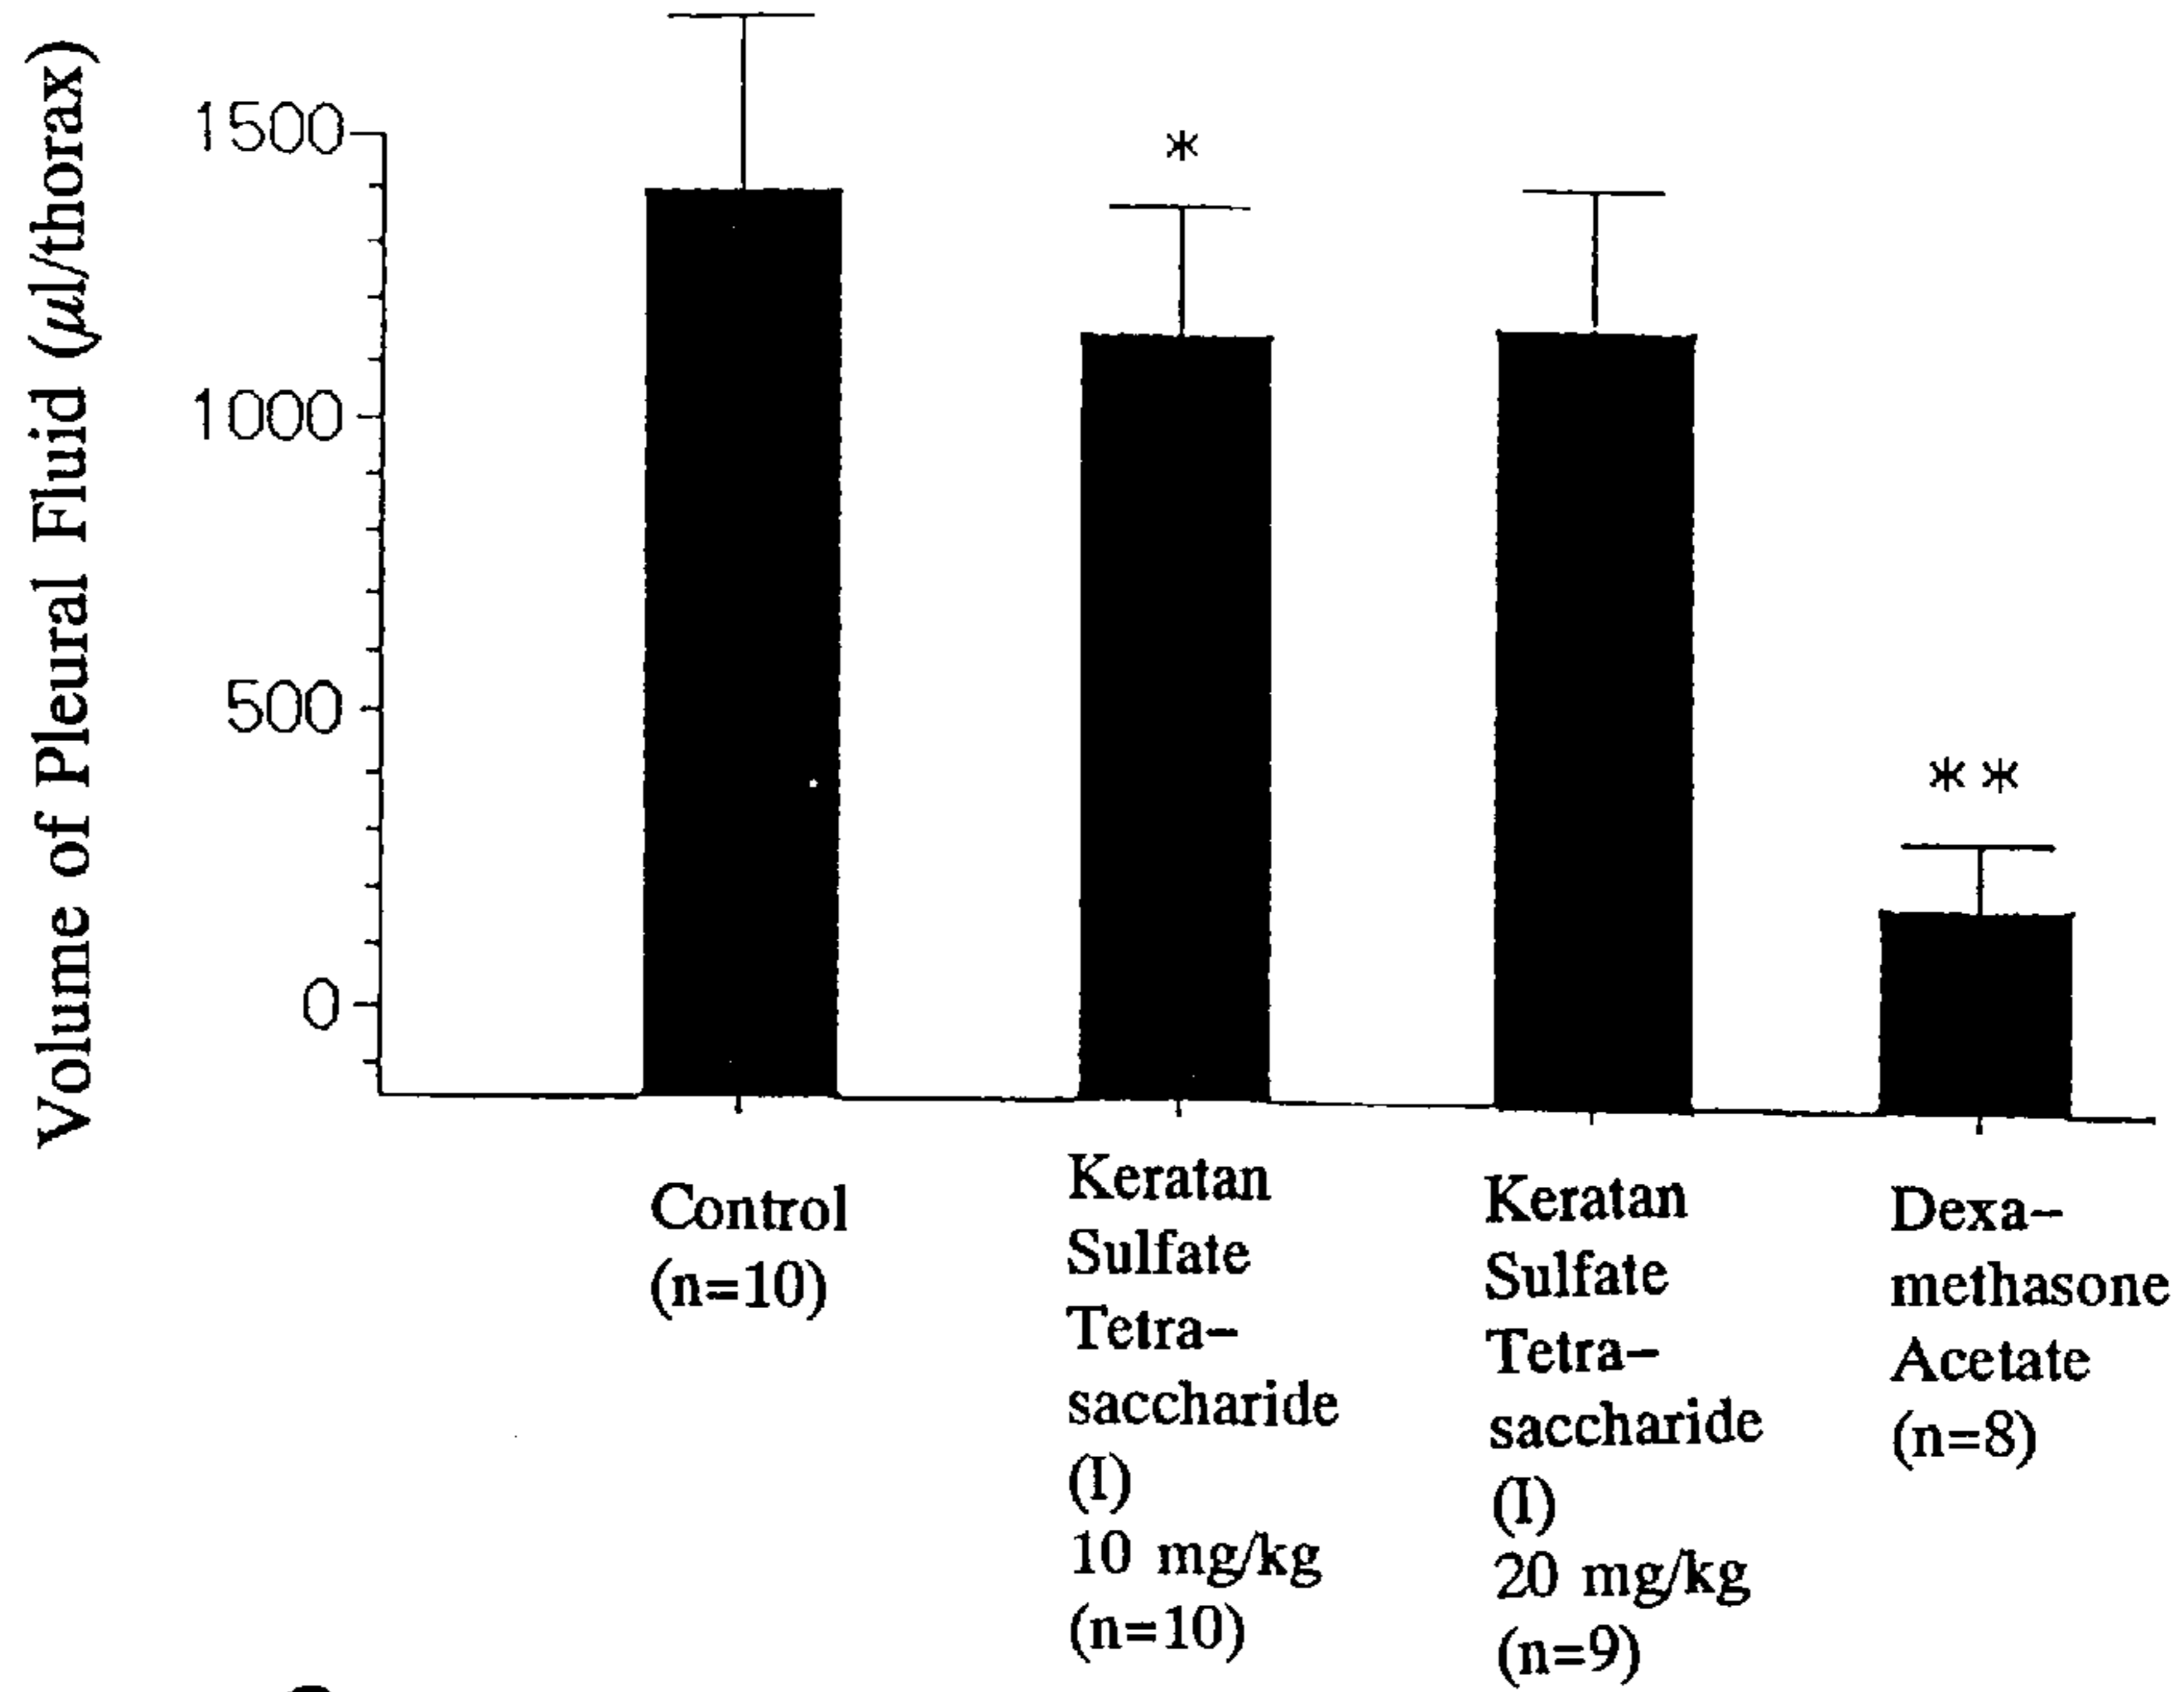 Volume of Pleural Fluid (µl/thorax)
1500
1000
500
0
*
**
Control
(n=10)
Keratan
Sulfate
Tetra-
saccharide
(I)
10 mg/kg
(n=10)
Keratan
Sulfate
Tetra-
saccharide
(I)
20 mg/kg
(n=9)
Dexa-
methasone
Acetate
(n=8)